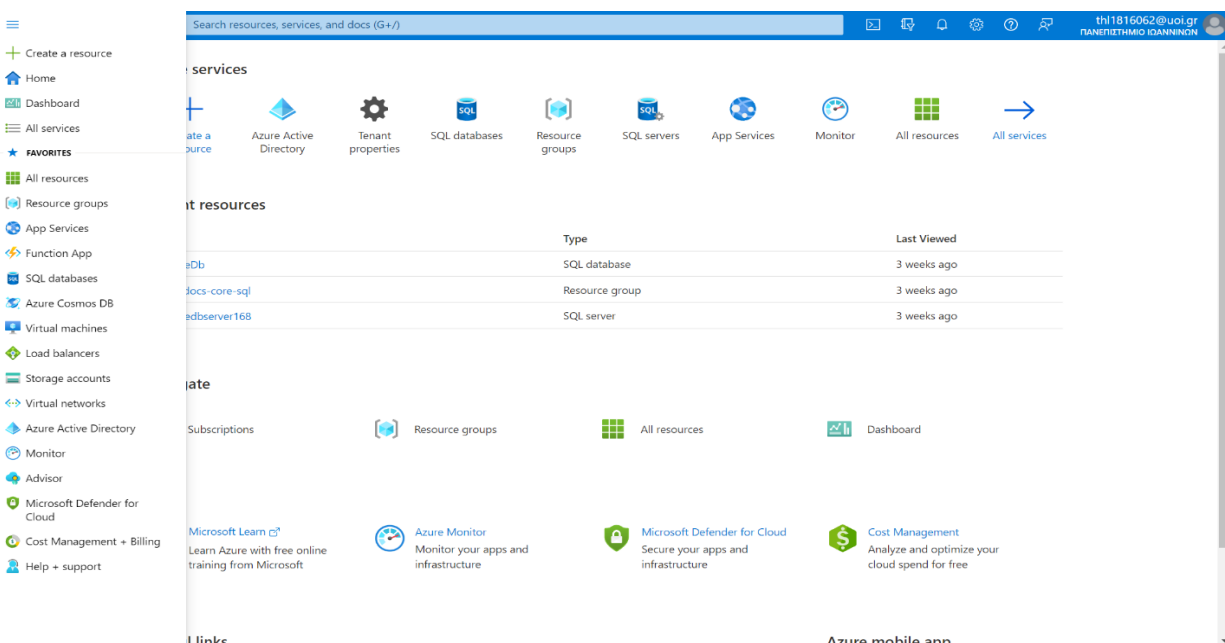 Search resources, services, and docs (G+/)
thl1816062@uoi.gr
ΠΑΝΕΠΙΣΤΗΜΙΟ ΙΩΑΝΝΙΝΩΝ
Create a resource
Home
Dashboard
All services
FAVORITES
All resources
Resource groups
App Services
Function App
SQL databases
Azure Cosmos DB
Virtual machines
Load balancers
Storage accounts
Virtual networks
Azure Active Directory
Monitor
Advisor
Microsoft Defender for
Cloud
Cost Management + Billing
Help + support
services
ate a
ource
Azure Active
Directory
Tenant
properties
SQL databases
Resource
groups
SQL servers
App Services
Monitor
All resources
All services
nt resources
Type
Last Viewed
eDb
SQL database
3 weeks ago
docs-core-sql
Resource group
3 weeks ago
edbserver168
SQL server
3 weeks ago
gate
Subscriptions
Resource groups
All resources
Dashboard
Microsoft Learn
Learn Azure with free online
training from Microsoft
Azure Monitor
Monitor your apps and
infrastructure
Microsoft Defender for Cloud
Secure your apps and
infrastructure
Cost Management
Analyze and optimize your
cloud spend for free
l links
Azure mobile app